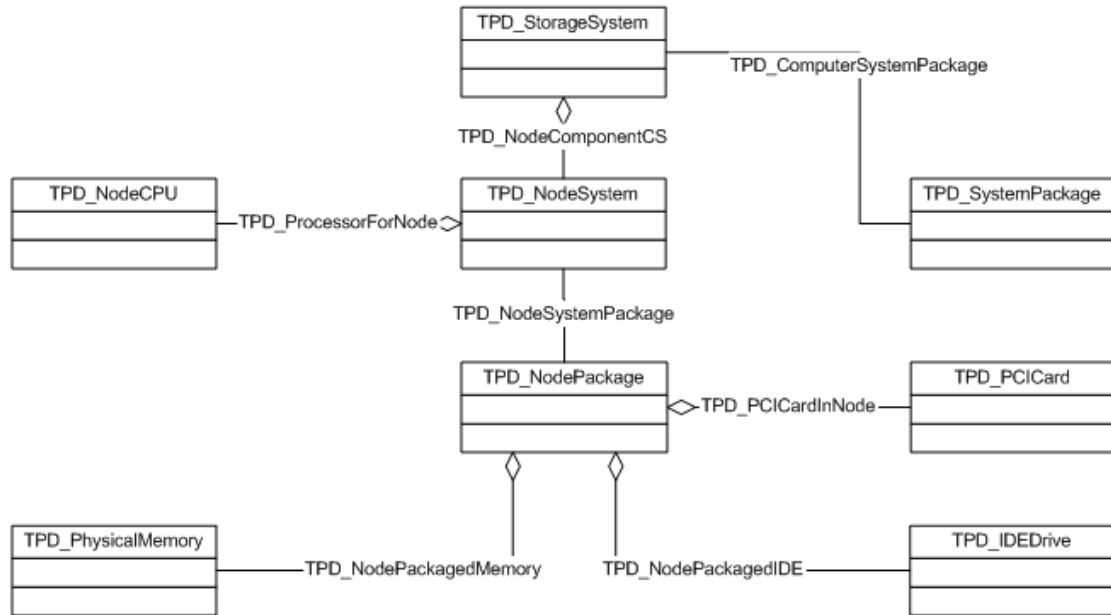 TPD_StorageSystem
TPD_ComputerSystemPackage
TPD_NodeComponentCS
TPD_NodeCPU
TPD_NodeSystem
TPD_SystemPackage
TPD_ProcessorForNode
TPD_NodeSystemPackage
TPD_NodePackage
TPD_PCICard
TPD_PCICardInNode
TPD_PhysicalMemory
TPD_IDEDrive
TPD_NodePackagedMemory
TPD_NodePackagedIDE